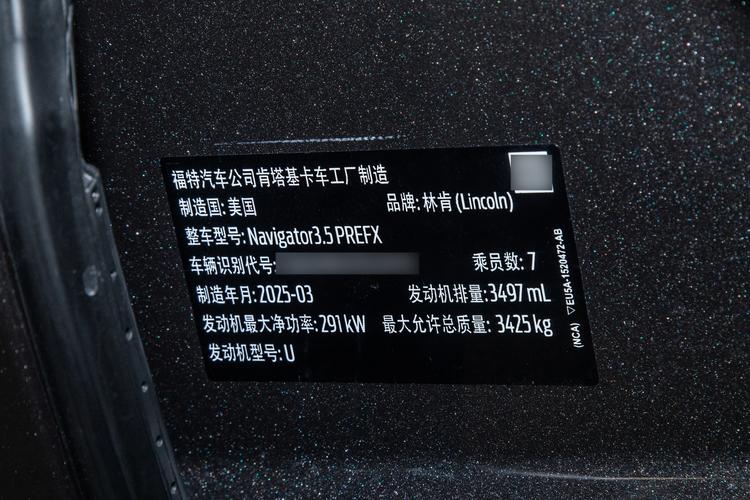 福特汽车公司肯塔基卡车工厂制造
制造国: 美国 品牌: 林肯 (Lincoln)
整车型号: Navigator3.5 PREFX
车辆识别代号: 乘员数: 7
制造年月: 2025-03 发动机排量: 3497 mL
发动机最大净功率: 291 kW 最大允许总质量: 3425 kg
发动机型号: U
(NCA) ▽EU5A-1520472-AB